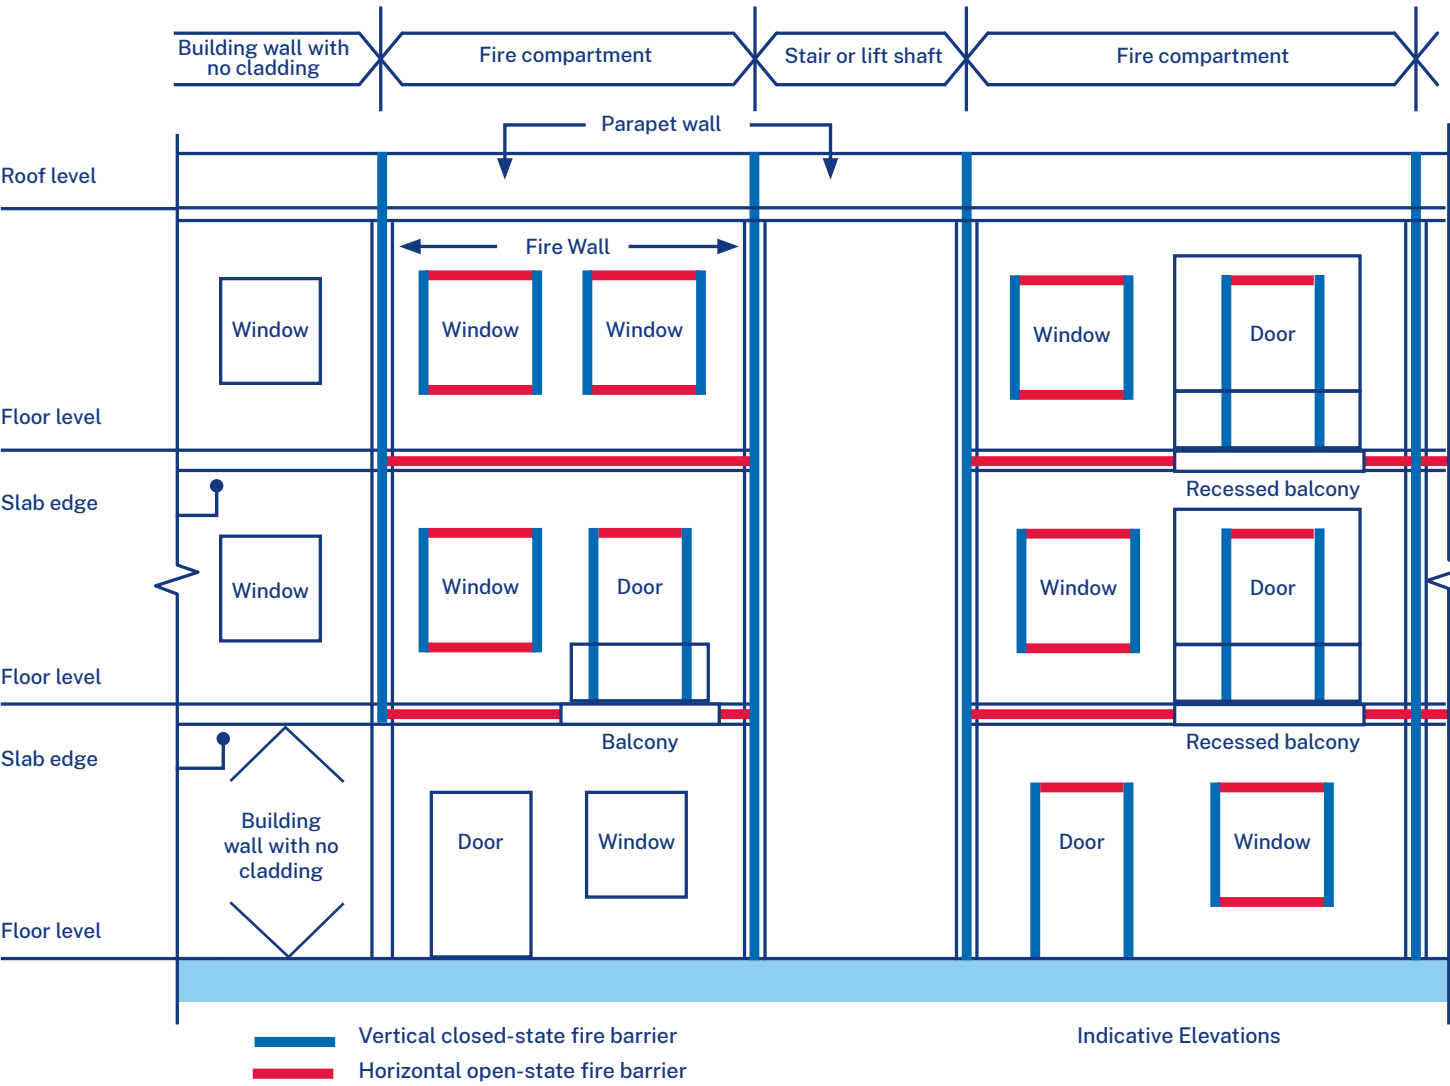 Building wall with
no cladding
Fire compartment
Stair or lift shaft
Fire compartment
Parapet wall
Roof level
Fire Wall
Window
Window
Window
Window
Door
Floor level
Recessed balcony
Slab edge
Window
Window
Door
Window
Door
Floor level
Balcony
Recessed balcony
Slab edge
Building
wall with no
cladding
Door
Window
Door
Window
Floor level
Vertical closed-state fire barrier
Indicative Elevations
Horizontal open-state fire barrier